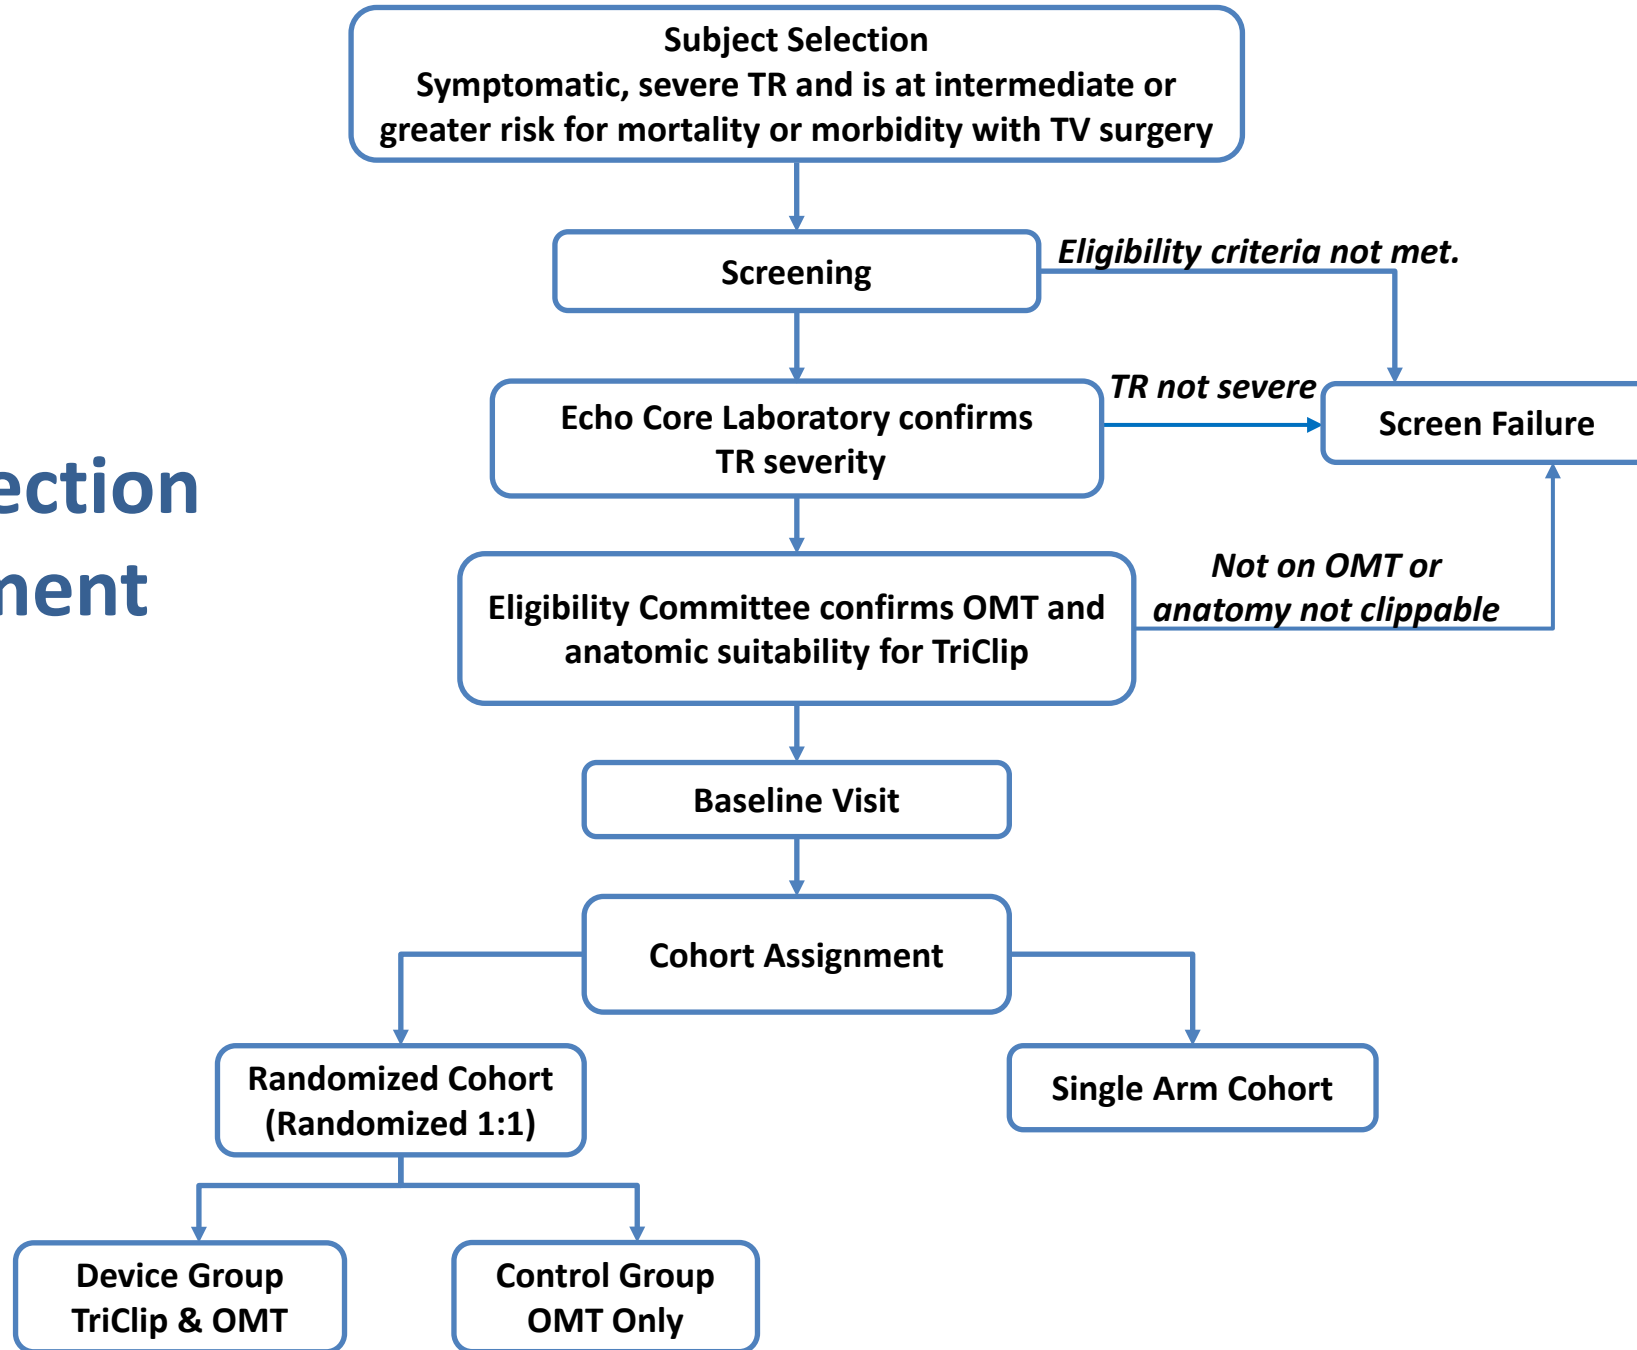 Subject Selection
Symptomatic, severe TR and is at intermediate or
greater risk for mortality or morbidity with TV surgery
Screening
Eligibility criteria not met.
Echo Core Laboratory confirms
TR severity
TR not severe
Screen Failure
ection
ment
Eligibility Committee confirms OMT and
anatomic suitability for TriClip
Not on OMT or
anatomy not clippable
Baseline Visit
Cohort Assignment
Randomized Cohort
(Randomized 1:1)
Single Arm Cohort
Device Group
TriClip & OMT
Control Group
OMT Only